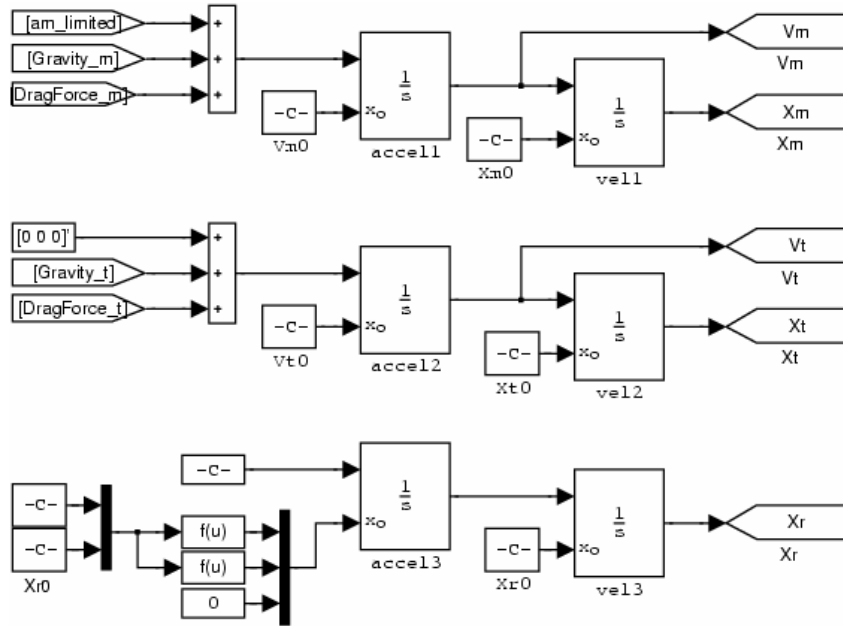 [am_limited]
+
[Gravity_m]
+
[DragForce_m]
+
-C-
Vm0
1
s
xo
accel1
-C-
Xm0
1
s
xo
vel1
Vm
Vm
Xm
Xm
[0 0 0]'
+
[Gravity_t]
+
[DragForce_t]
+
-C-
Vt0
1
s
xo
accel2
-C-
Xt0
1
s
xo
vel2
Vt
Vt
Xt
Xt
-C-
-C-
-C-
Xr0
f(u)
f(u)
0
1
s
xo
accel3
-C-
Xr0
1
s
xo
vel3
Xr
Xr